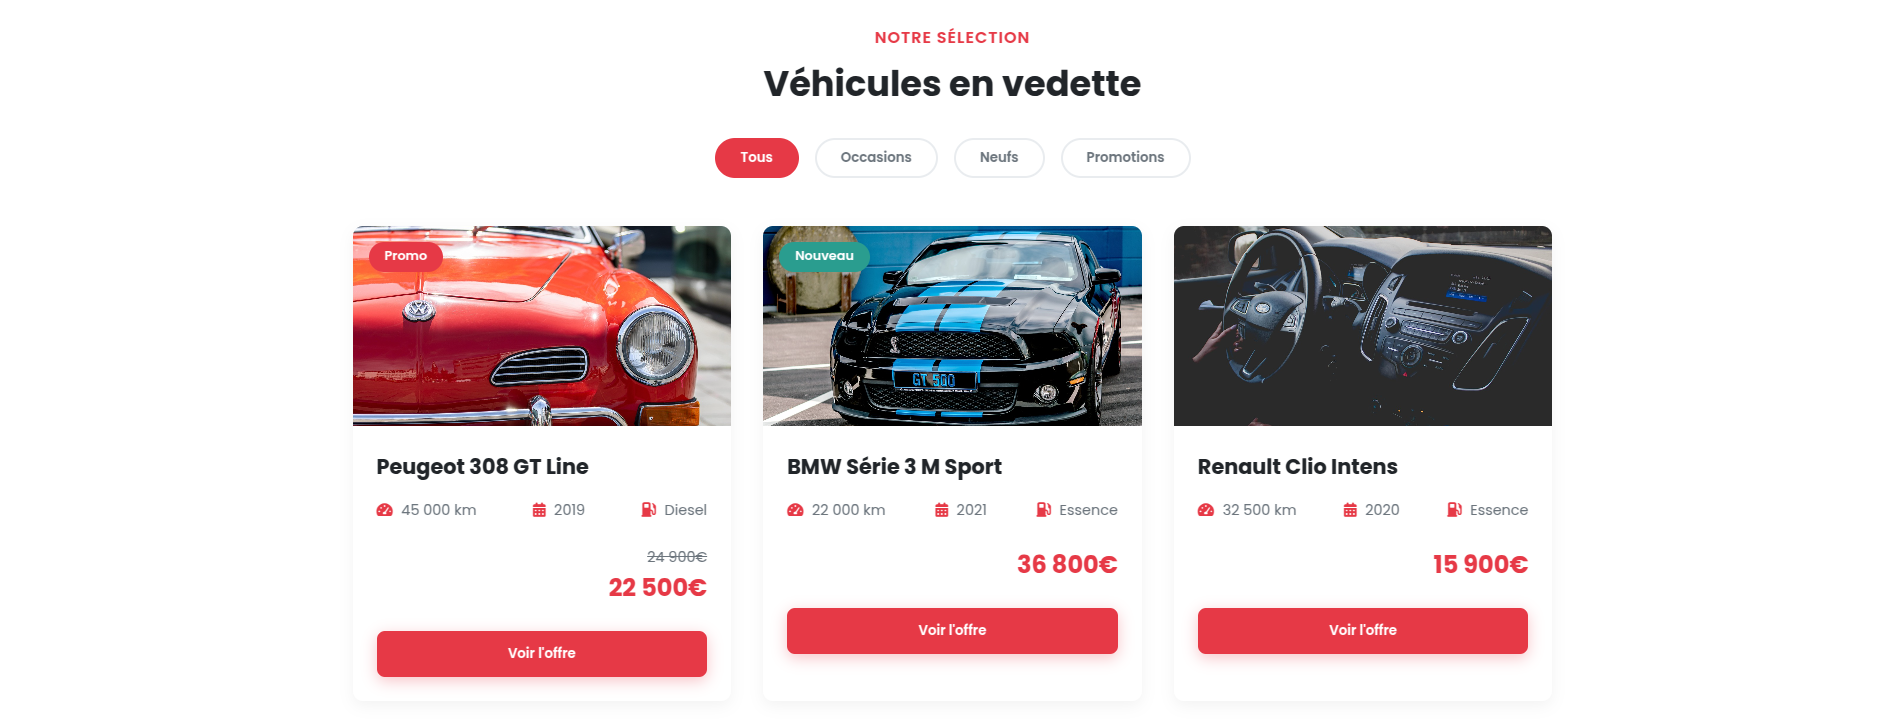 NOTRE SÉLECTION
Véhicules en vedette
Tous Occasions Neufs Promotions
Promo
Nouveau
GT 500
Peugeot 308 GT Line
45 000 km 2019 Diesel
24 900€
22 500€
Voir l'offre
BMW Série 3 M Sport
22 000 km 2021 Essence
36 800€
Voir l'offre
Renault Clio Intens
32 500 km 2020 Essence
15 900€
Voir l'offre